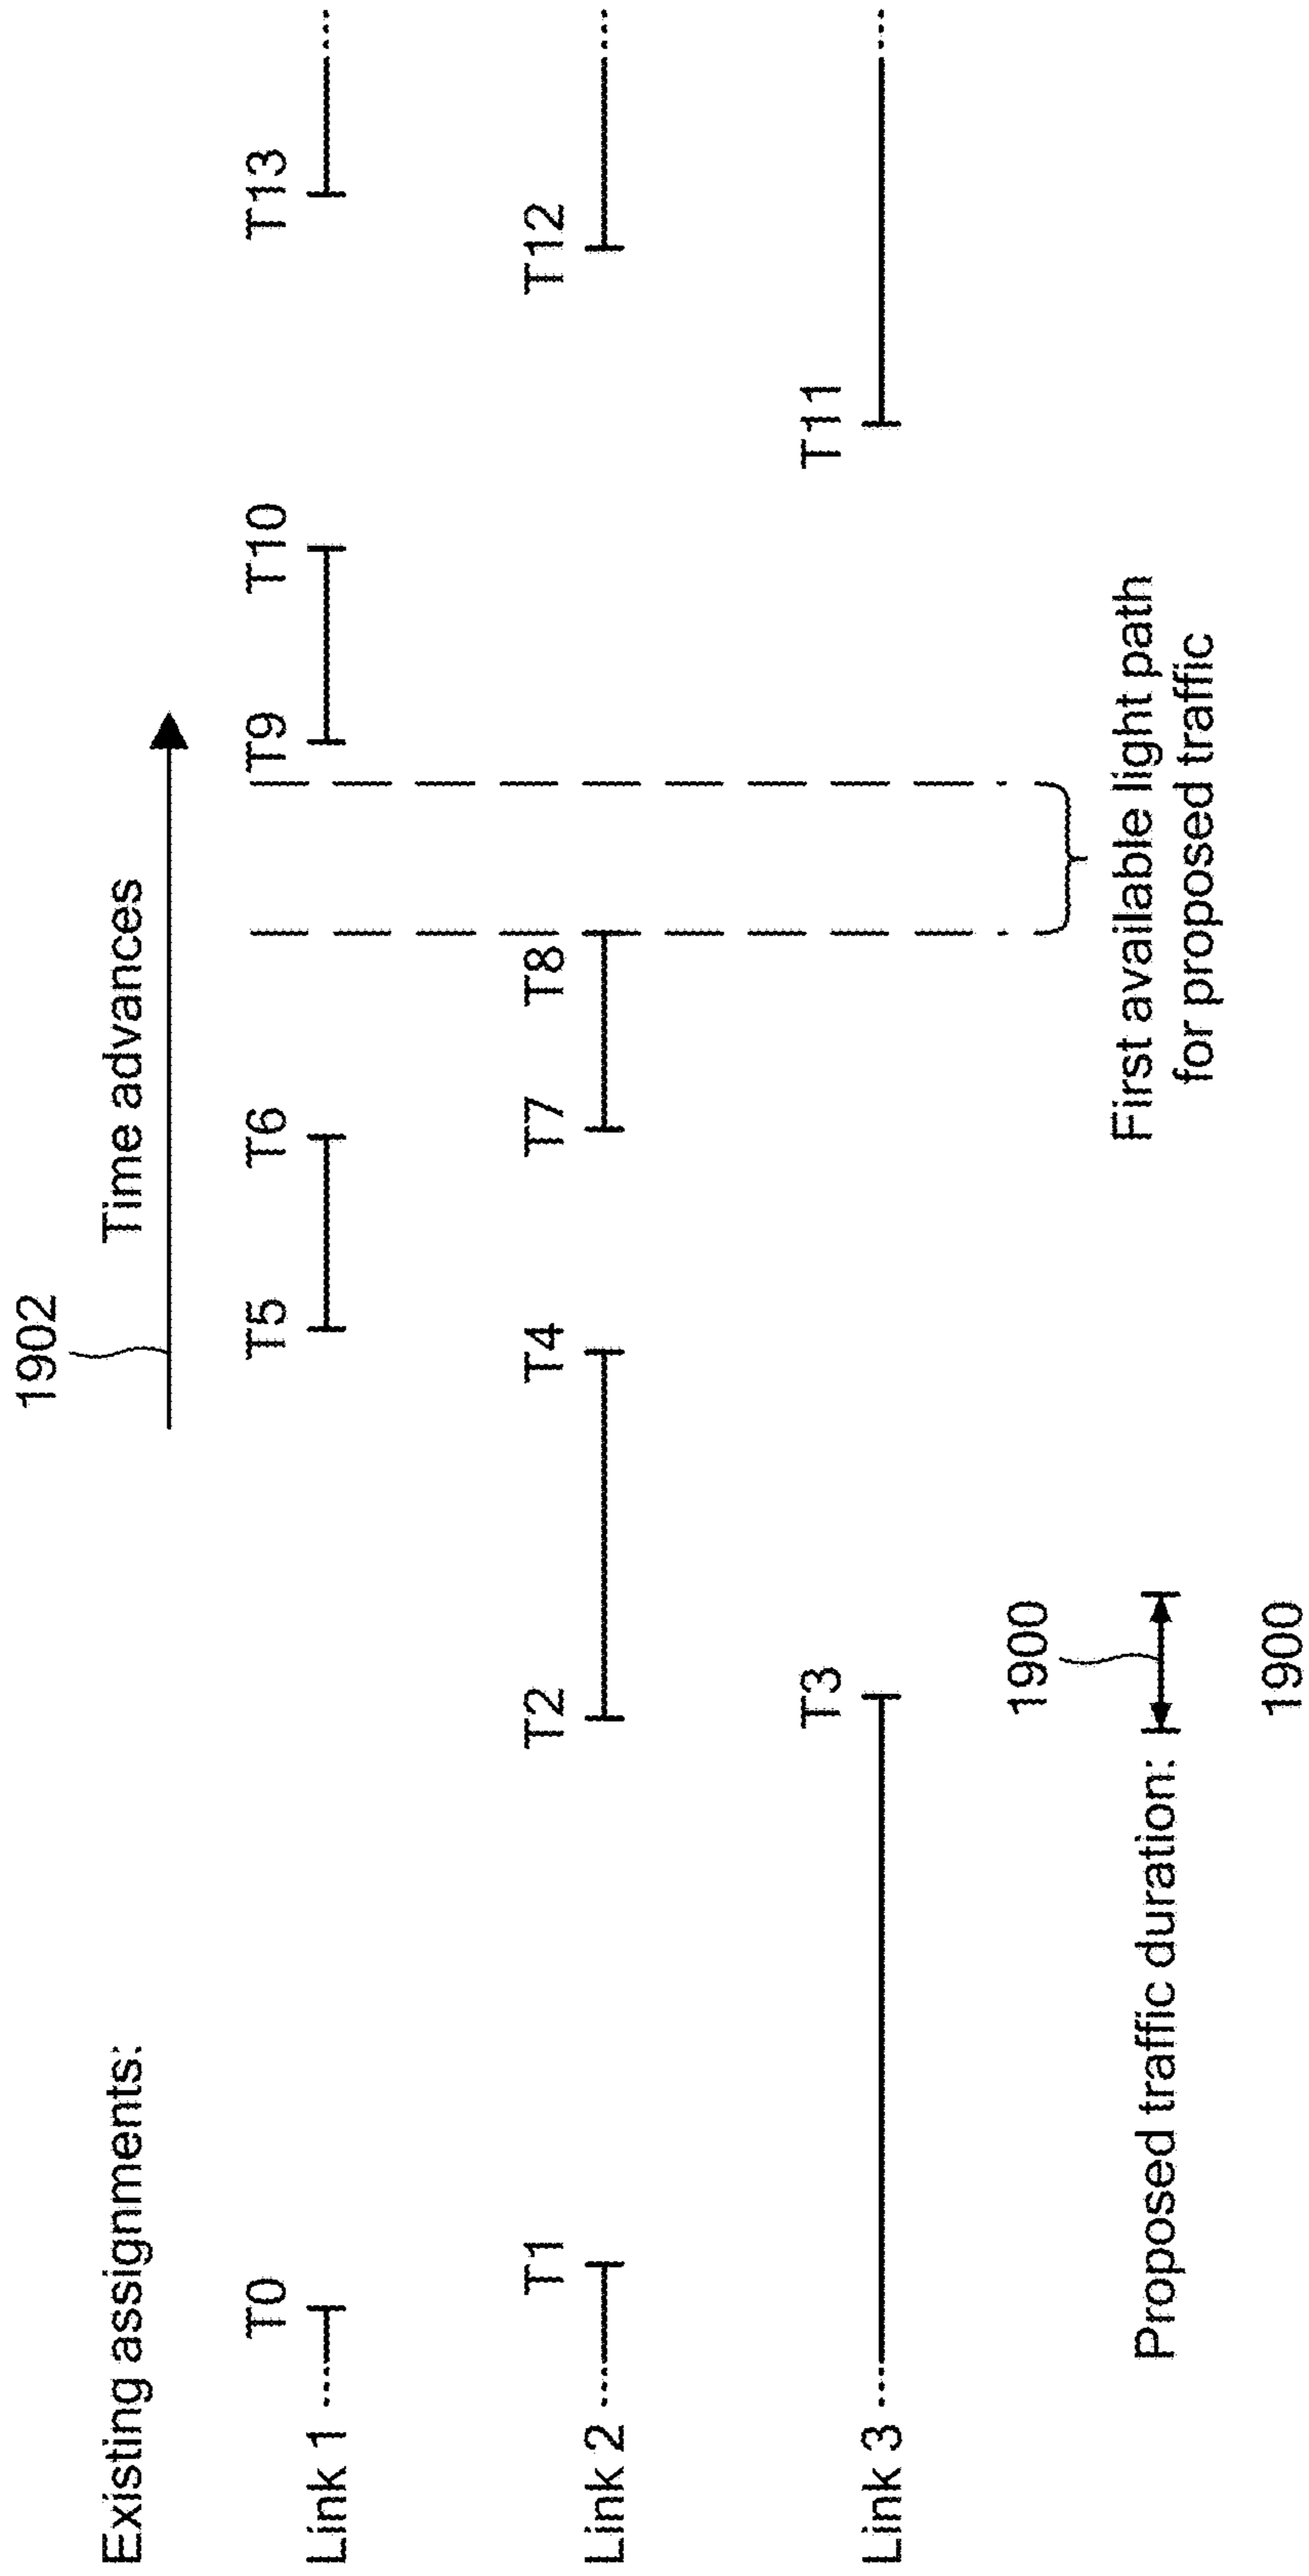 1902
Time advances
Existing assignments:
T0
T5
T6
T9
T10
T13
Link 1
T1
T2
T4
T7
T8
T12
Link 2
T3
T11
Link 3
1900
Proposed traffic duration:
First available light path
for proposed traffic
1900